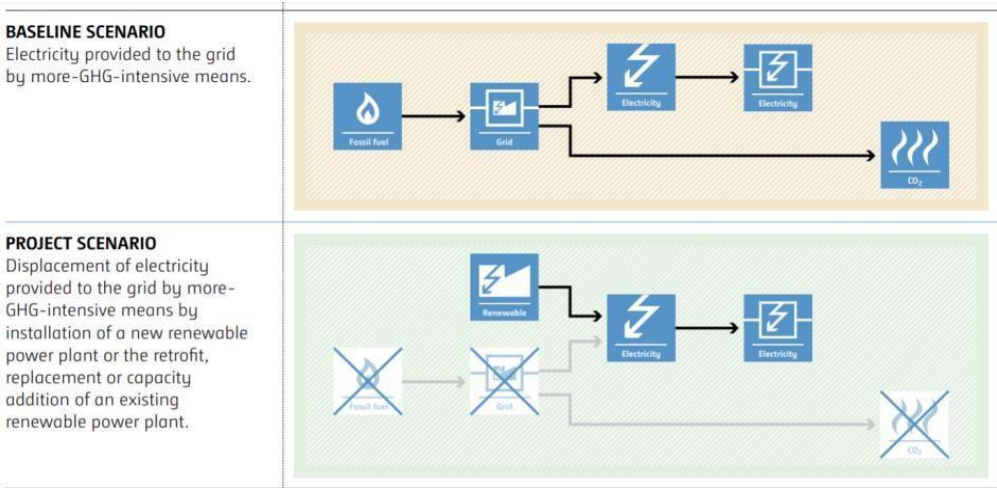 BASELINE SCENARIO
Electricity provided to the grid
by more-GHG-intensive means.
Fossil fuel
Grid
Electricity
Electricity
CO₂
PROJECT SCENARIO
Displacement of electricity
provided to the grid by more-
GHG-intensive means by
installation of a new renewable
power plant or the retrofit,
replacement or capacity
addition of an existing
renewable power plant.
Renewable
Electricity
Electricity
Fossil fuel
Grid
CO₂